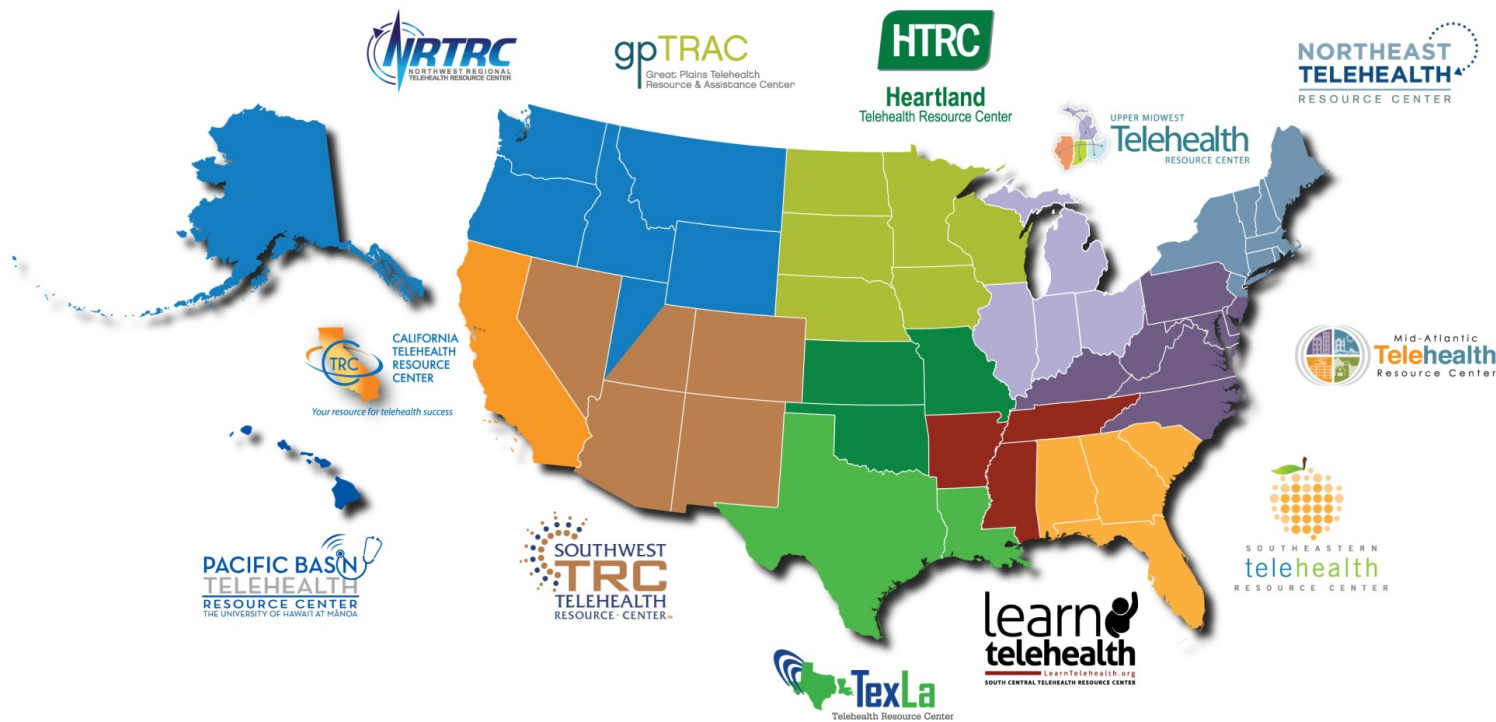 NRTRC
NORTHWEST REGIONAL
TELEHEALTH RESOURCE CENTER
gpTRAC
Great Plains Telehealth
Resource & Assistance Center
HTRC
Heartland
Telehealth Resource Center
UPPER MIDWEST
Telehealth
RESOURCE CENTER
NORTHEAST
TELEHEALTH
RESOURCE CENTER
TRC
CALIFORNIA
TELEHEALTH
RESOURCE
CENTER
Your resource for telehealth success
Mid-Atlantic
Telehealth
Resource Center
PACIFIC BASIN
TELEHEALTH
RESOURCE CENTER
THE UNIVERSITY OF HAWAI'I AT MĀNOA
SOUTHWEST
TRC
TELEHEALTH
RESOURCE · CENTER
SOUTHEASTERN
telehealth
RESOURCE CENTER
learn
telehealth
LearnTelehealth.org
SOUTH CENTRAL TELEHEALTH RESOURCE CENTER
TexLa
Telehealth Resource Center